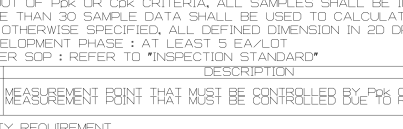 OUT OF Ppk OR Cpk CRITERIA, ALL SAMPLES SHALL BE I
E THAN 30 SAMPLE DATA SHALL BE USED TO CALCULAT
OTHERWISE SPECIFIED, ALL DEFINED DIMENSION IN 2D D
ELOPMENT PHASE : AT LEAST 5 EA/LOT
ER SOP : REFER TO "INSPECTION STANDARD"
DESCRIPTION
MEASUREMENT POINT THAT MUST BE CONTROLLED BY Ppk
MEASUREMENT POINT THAT MUST BE CONTROLLED DUE TO
TY REQUIREMENT